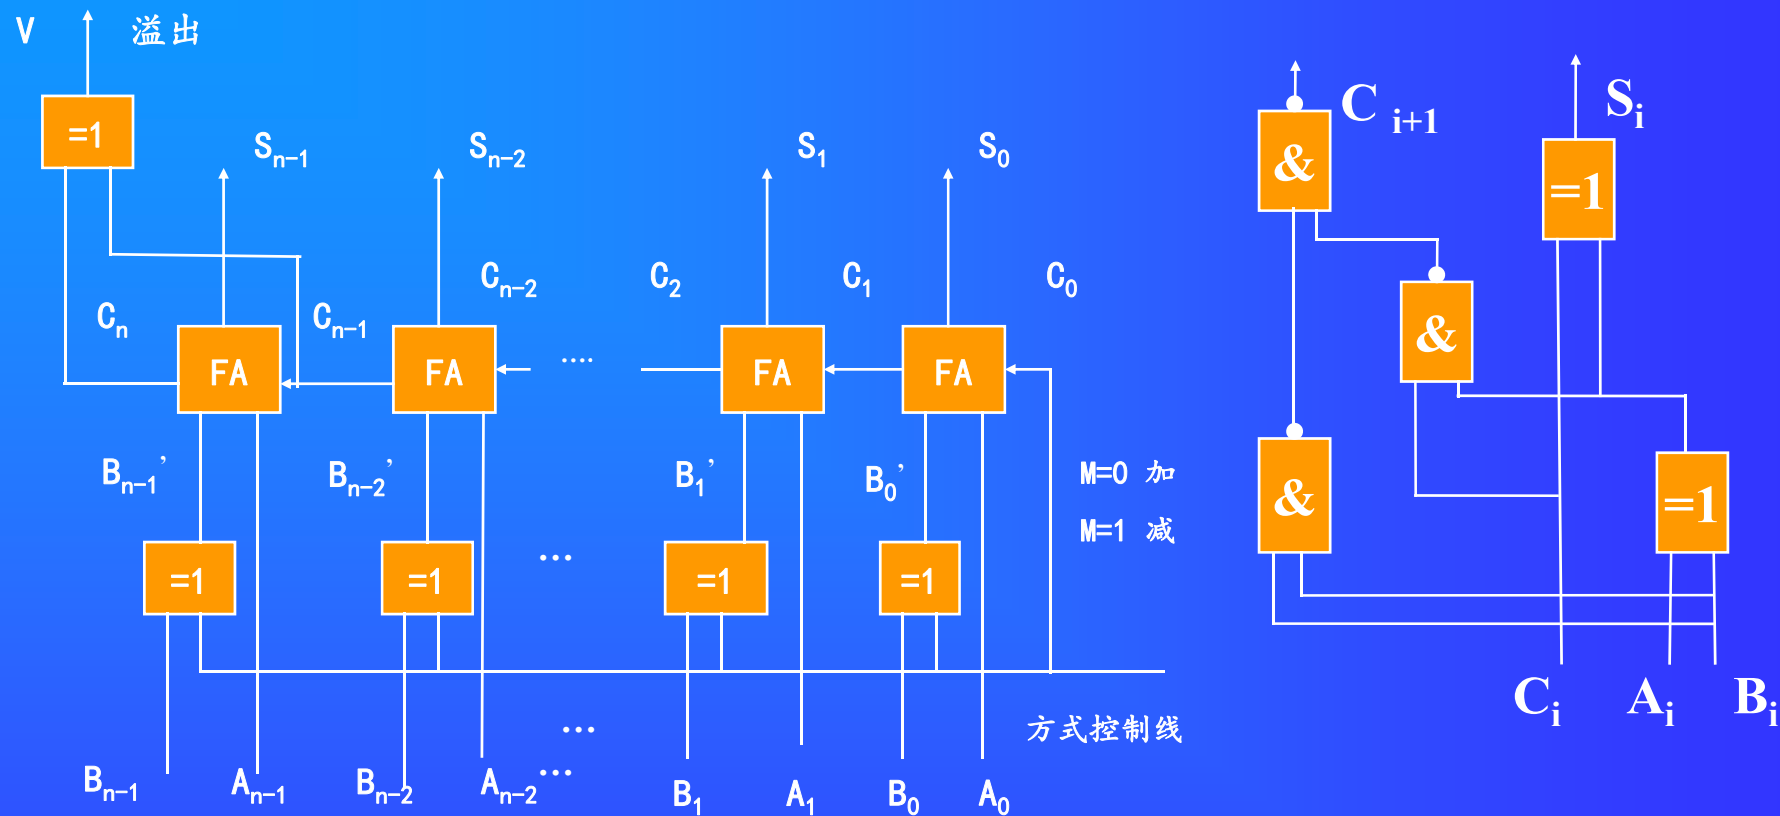 V 溢出
=1
Sn-1 Sn-2 S1 S0
Cn Cn-1 Cn-2 C2 C1 C0
FA FA .... FA FA
Bn-1’ Bn-2’ B1’ B0’
M=0 加
M=1 减
=1 =1 ... =1 =1
...
方式控制线
Bn-1 An-1 Bn-2 An-2 ... B1 A1 B0 A0
Ci+1 Si
& =1
&
& =1
Ci Ai Bi